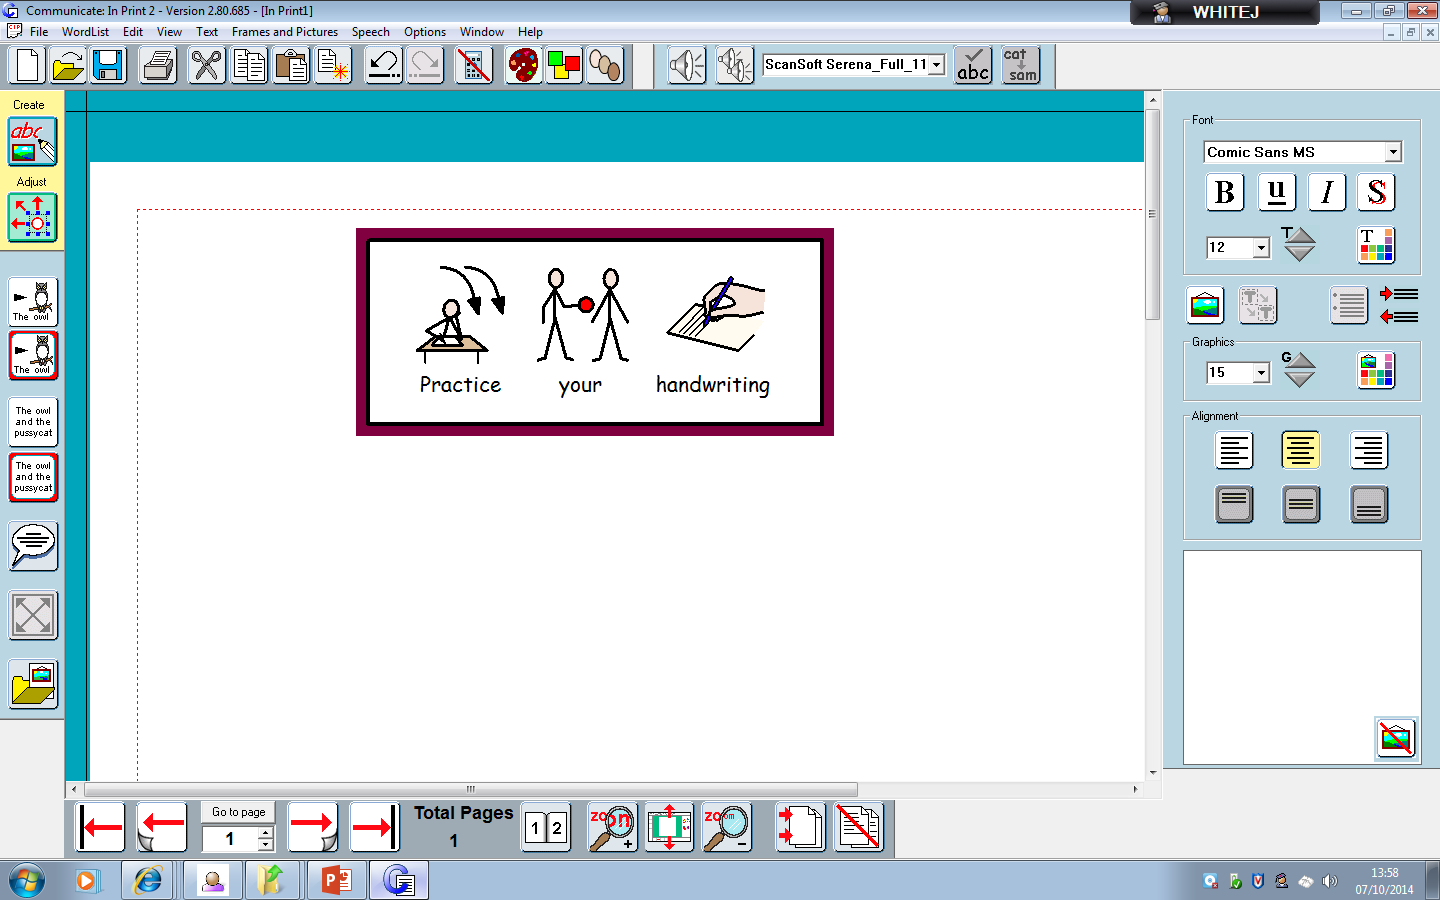 Communicate: In Print 2 - Version 2.80.685 - [In Print1]
WHITEJ
File WordList Edit View Text Frames and Pictures Speech Options Window Help
ScanSoft Serena_Full_11
abc
cat
sam
Create
abc
Adjust
The owl
The owl
The owl
and the
pussycat
The owl
and the
pussycat
Practice your handwriting
Font
Comic Sans MS
B u I S
12
T
T
Graphics
15
G
Alignment
Go to page
1
Total Pages
1
1 2
zoom
+
zoom
-
13:58
07/10/2014